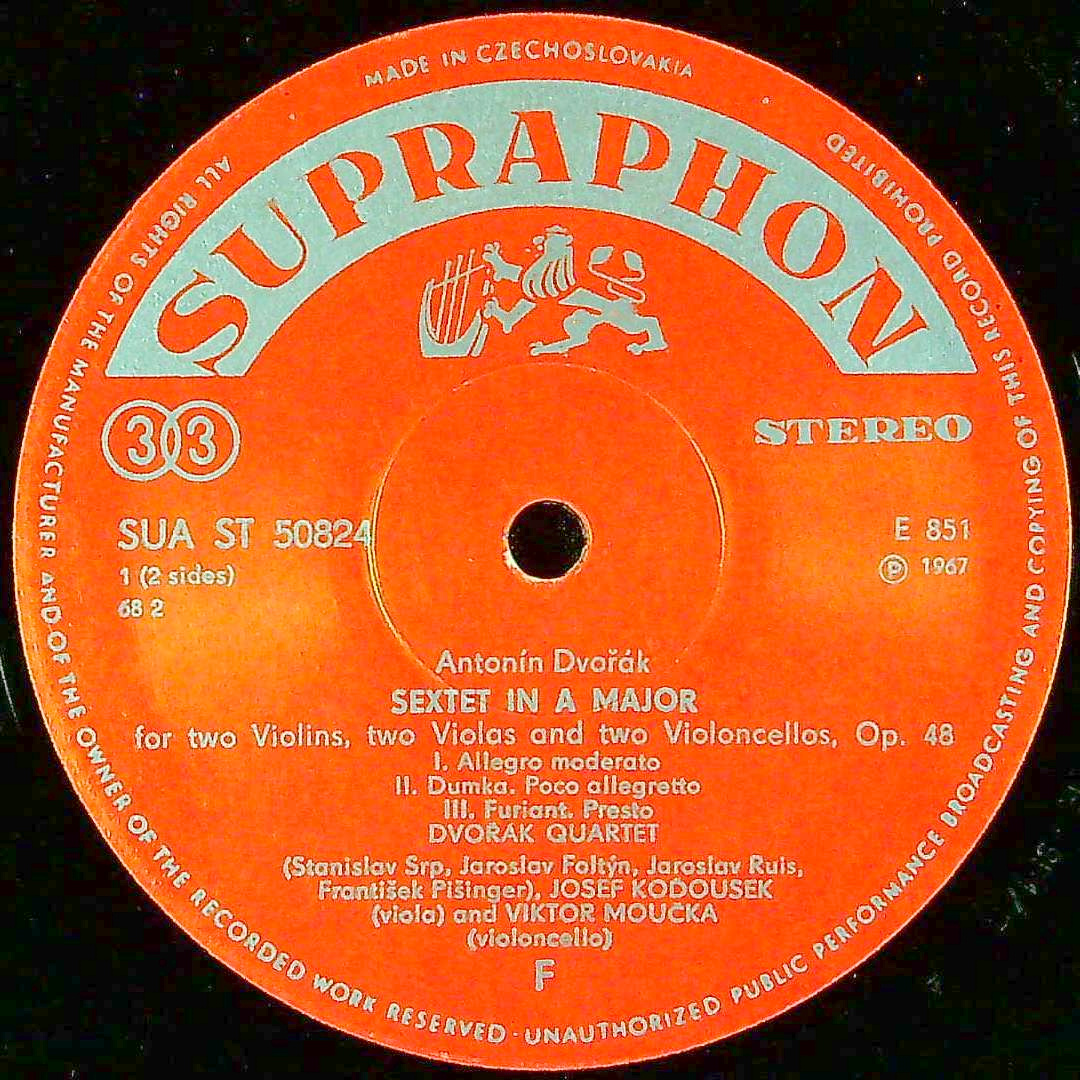 MADE IN CZECHOSLOVAKIA
ALL RIGHTS OF THE MANUFACTURER AND OF THE OWNER OF THE RECORDED WORK RESERVED · UNAUTHORIZED PUBLIC PERFORMANCE BROADCASTING AND COPYING OF THIS RECORD PROHIBITED
SUPRAPHON
33
STEREO
SUA ST 50824
E 851
1 (2 sides)
℗ 1967
68 2
Antonín Dvořák
SEXTET IN A MAJOR
for two Violins, two Violas and two Violoncellos, Op. 48
I. Allegro moderato
II. Dumka. Poco allegretto
III. Furiant. Presto
DVOŘÁK QUARTET
(Stanislav Srp, Jaroslav Foltýn, Jaroslav Ruis,
František Pišinger), JOSEF KOĎOUSEK
(viola) and VIKTOR MOUČKA
(violoncello)
F